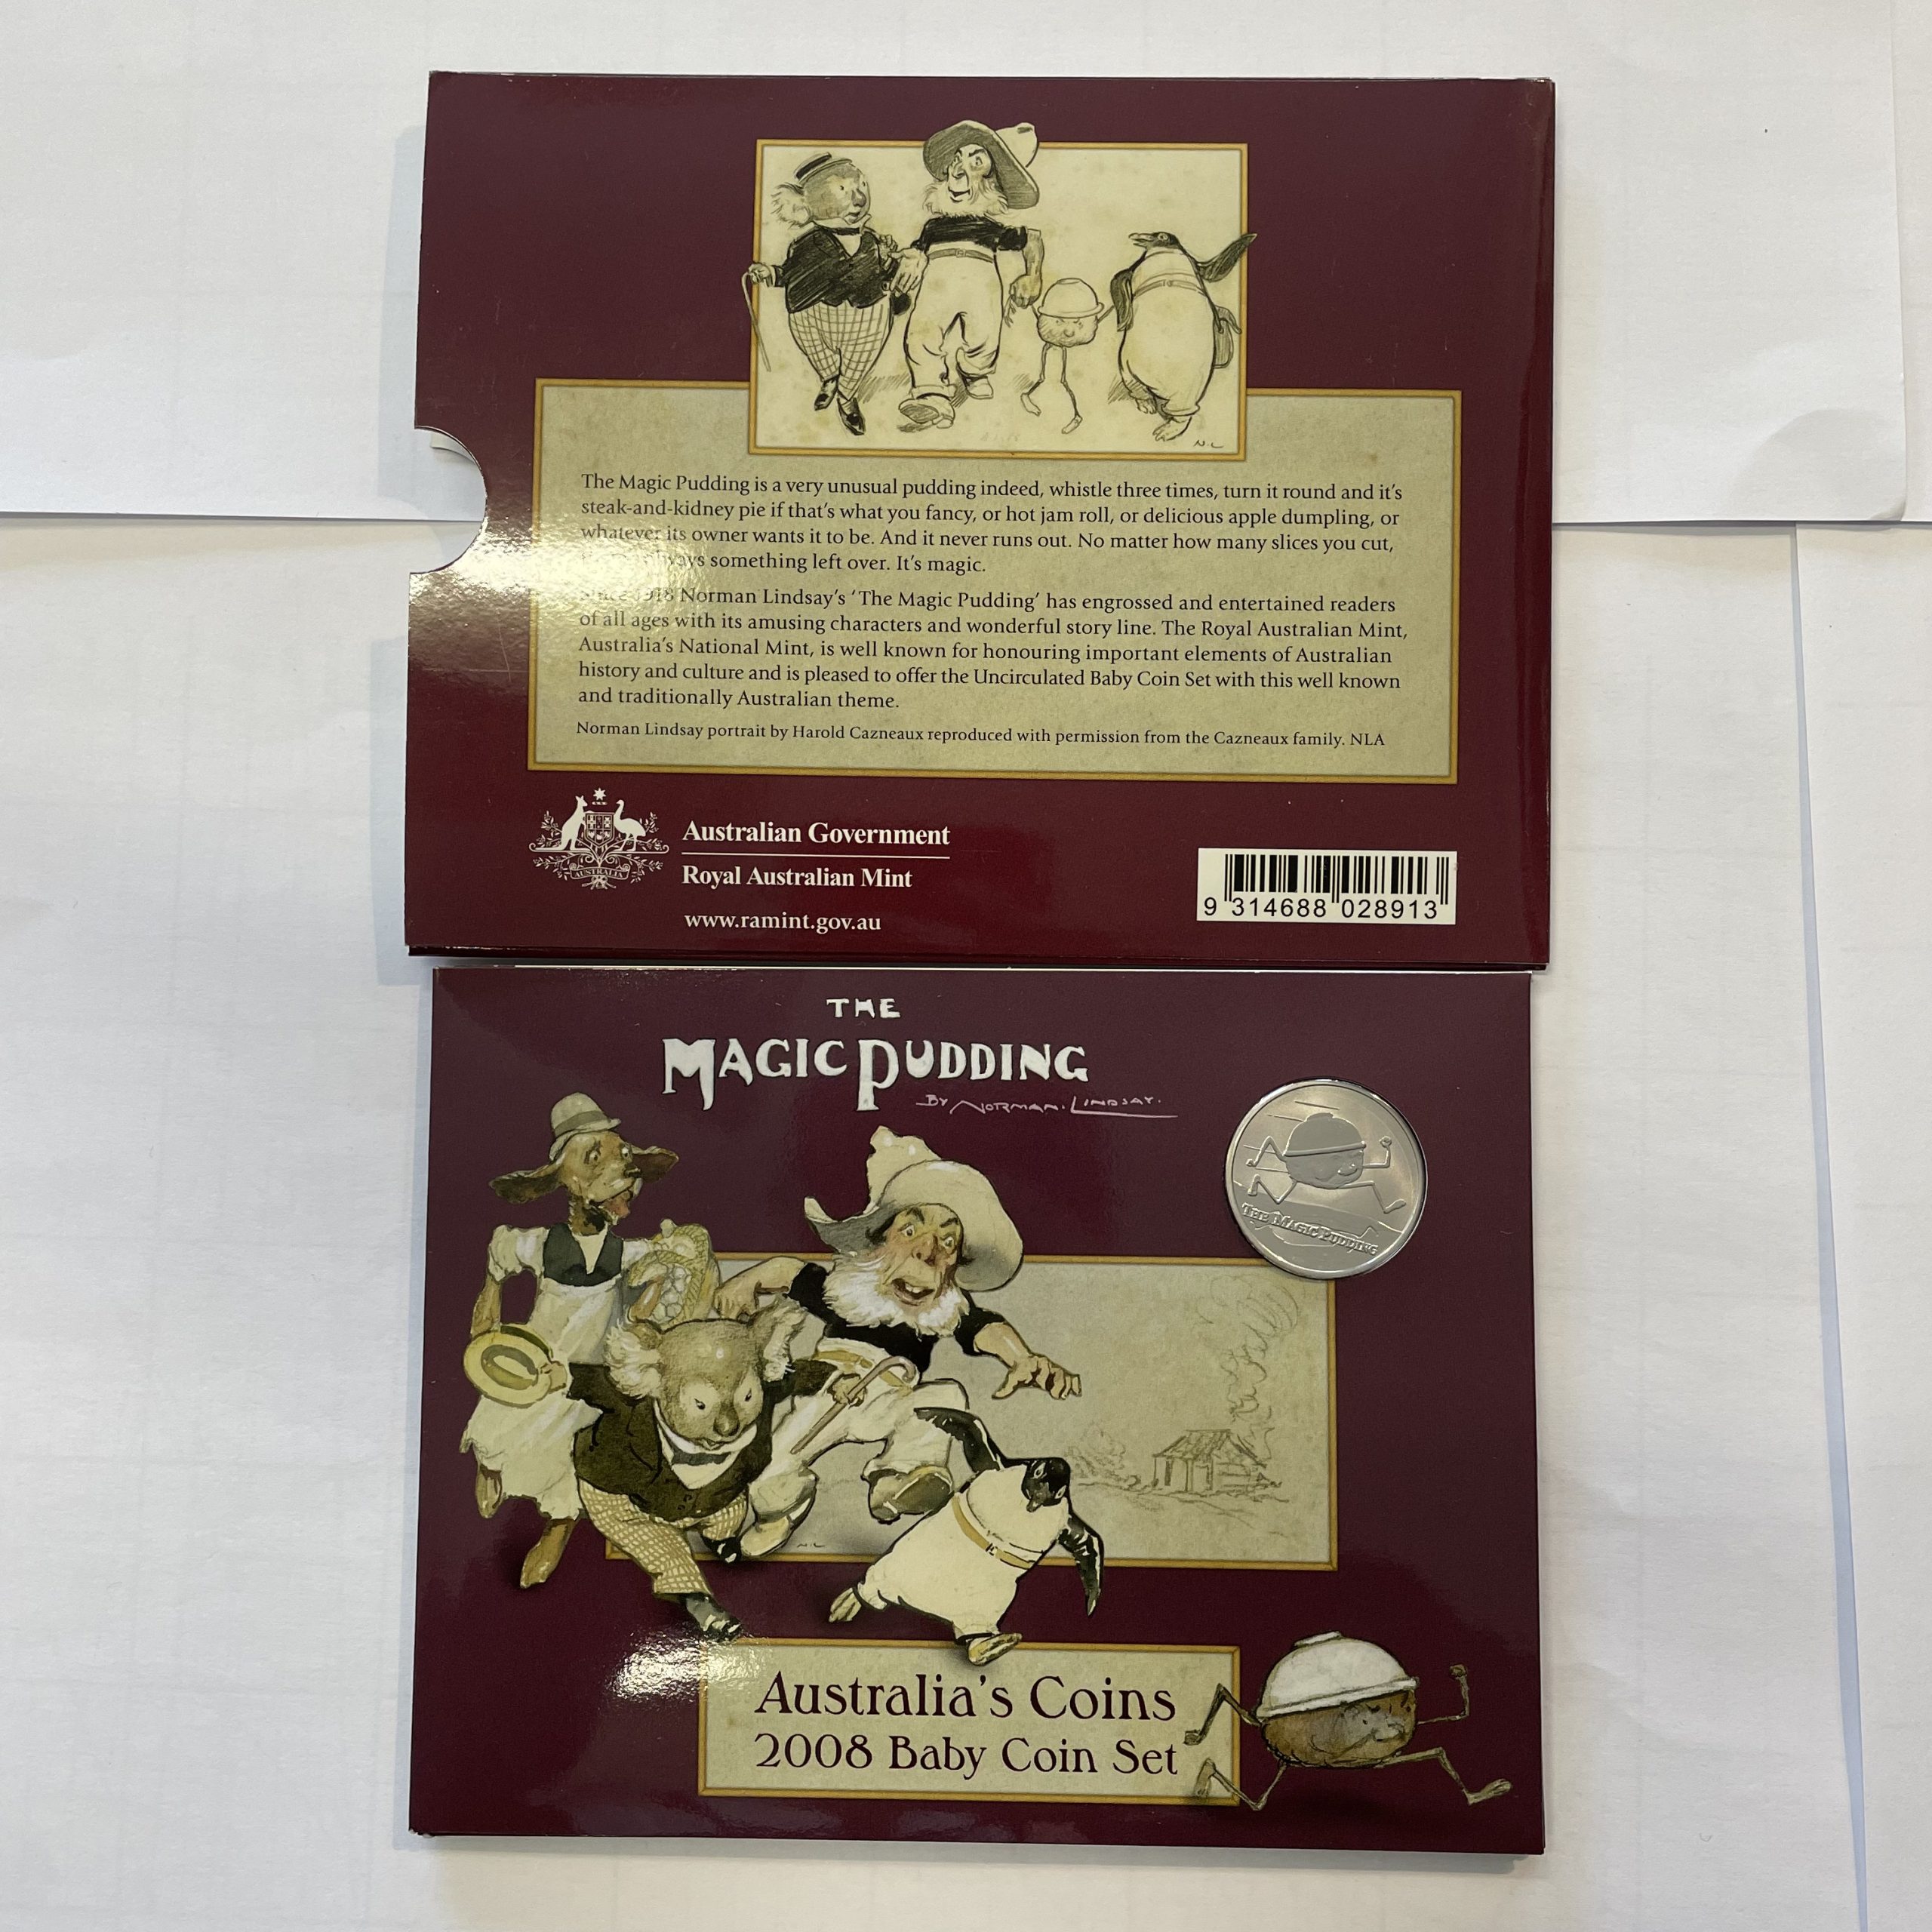 N.L
The Magic Pudding is a very unusual pudding indeed, whistle three times, turn it round and it's
steak-and-kidney pie if that's what you fancy, or hot jam roll, or delicious apple dumpling, or
whatever its owner wants it to be. And it never runs out. No matter how many slices you cut,
always something left over. It's magic.
Since 1918 Norman Lindsay's 'The Magic Pudding' has engrossed and entertained readers
of all ages with its amusing characters and wonderful story line. The Royal Australian Mint,
Australia's National Mint, is well known for honouring important elements of Australian
history and culture and is pleased to offer the Uncirculated Baby Coin Set with this well known
and traditionally Australian theme.
Norman Lindsay portrait by Harold Cazneaux reproduced with permission from the Cazneaux family. NLA
AUSTRALIA
Australian Government
Royal Australian Mint
www.ramint.gov.au
9 314688 028913
THE
MAGIC PUDDING
BY NORMAN LINDSAY.
THE MAGIC PUDDING
N.L
Australia's Coins
2008 Baby Coin Set